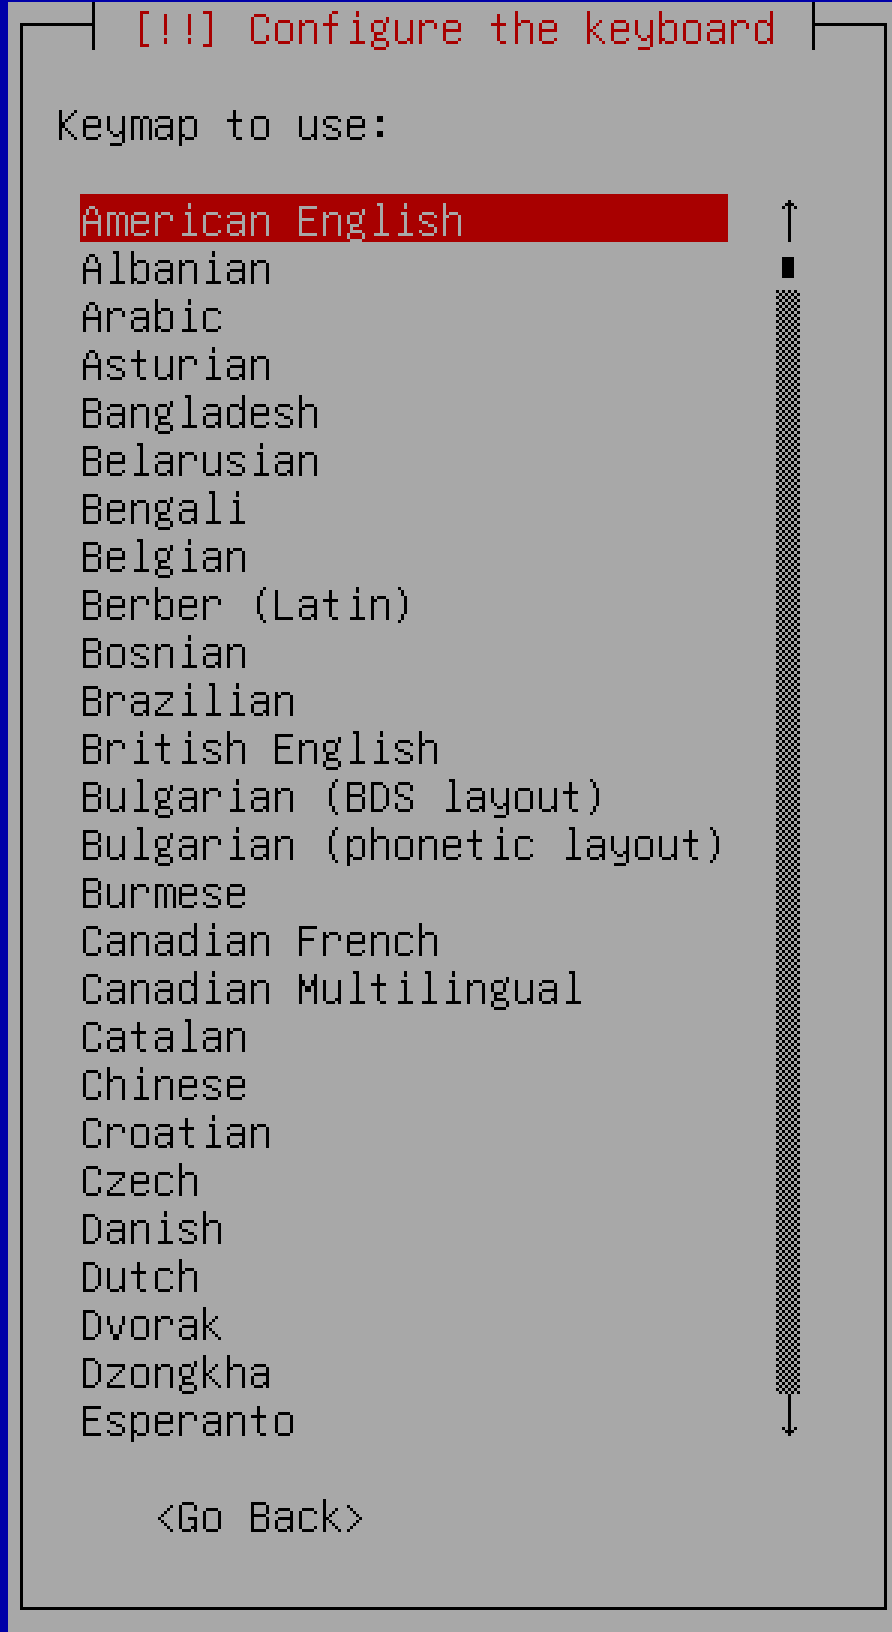 [!!] Configure the keyboard
Keymap to use:
American English
Albanian
Arabic
Asturian
Bangladesh
Belarusian
Bengali
Belgian
Berber (Latin)
Bosnian
Brazilian
British English
Bulgarian (BDS layout)
Bulgarian (phonetic layout)
Burmese
Canadian French
Canadian Multilingual
Catalan
Chinese
Croatian
Czech
Danish
Dutch
Dvorak
Dzongkha
Esperanto
<Go Back>